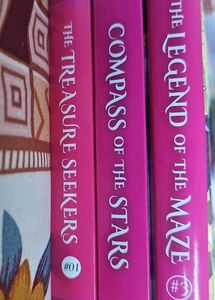 THE TREASURE SEEKERS
#01
COMPASS OF THE STARS
THE LEGEND OF THE MAZE
#3